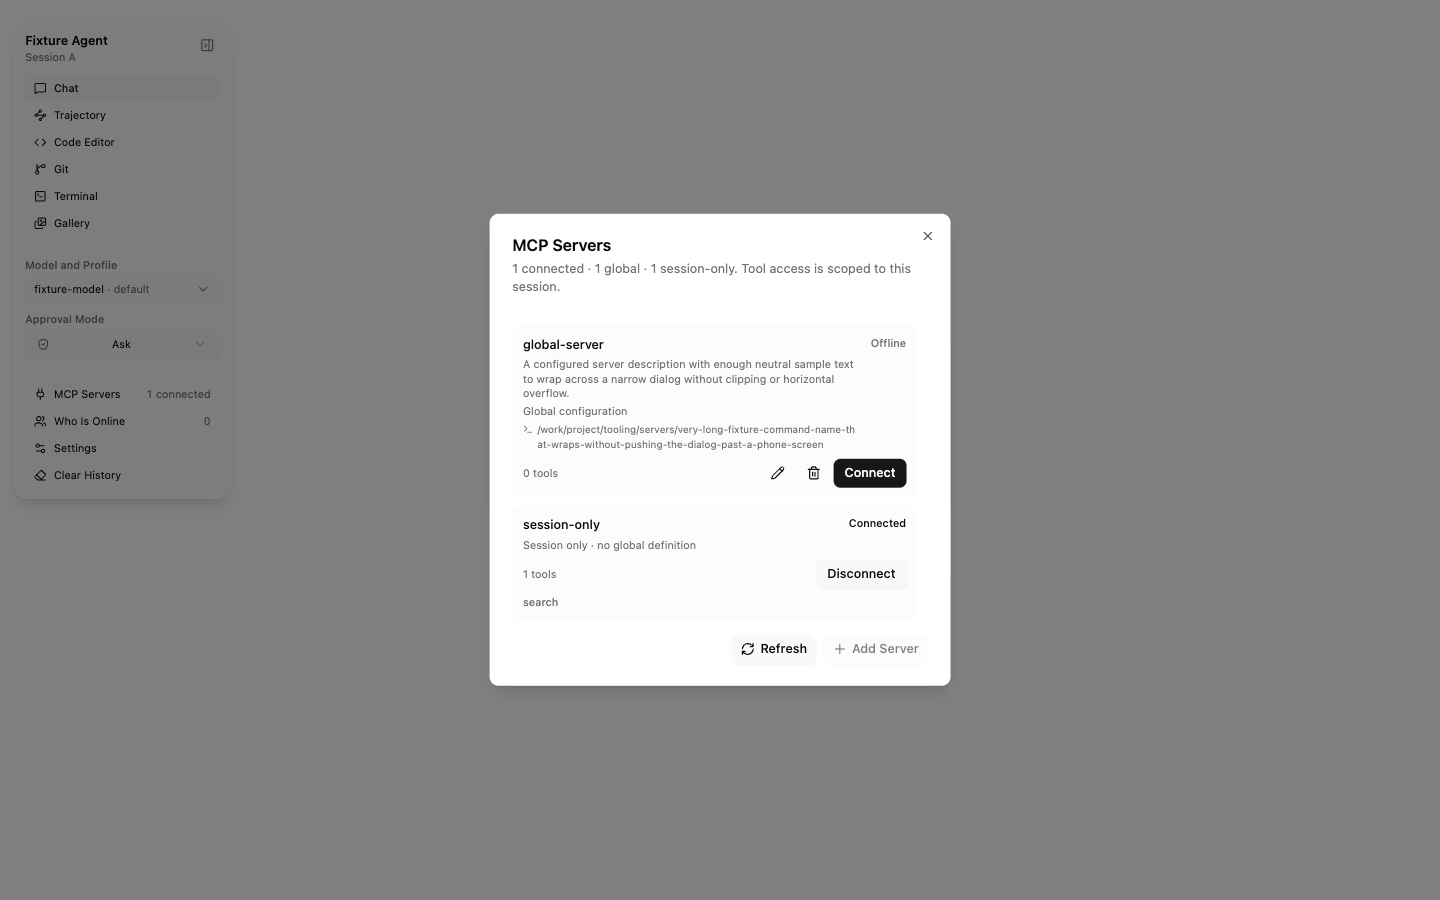 Fixture Agent
Session A
Chat
Trajectory
Code Editor
Git
Terminal
Gallery
Model and Profile
fixture-model · default
Approval Mode
Ask
MCP Servers 1 connected
Who Is Online 0
Settings
Clear History
MCP Servers
1 connected · 1 global · 1 session-only. Tool access is scoped to this
session.
global-server Offline
A configured server description with enough neutral sample text
to wrap across a narrow dialog without clipping or horizontal
overflow.
Global configuration
/work/project/tooling/servers/very-long-fixture-command-name-th
at-wraps-without-pushing-the-dialog-past-a-phone-screen
0 tools Connect
session-only Connected
Session only · no global definition
1 tools Disconnect
search
Refresh Add Server